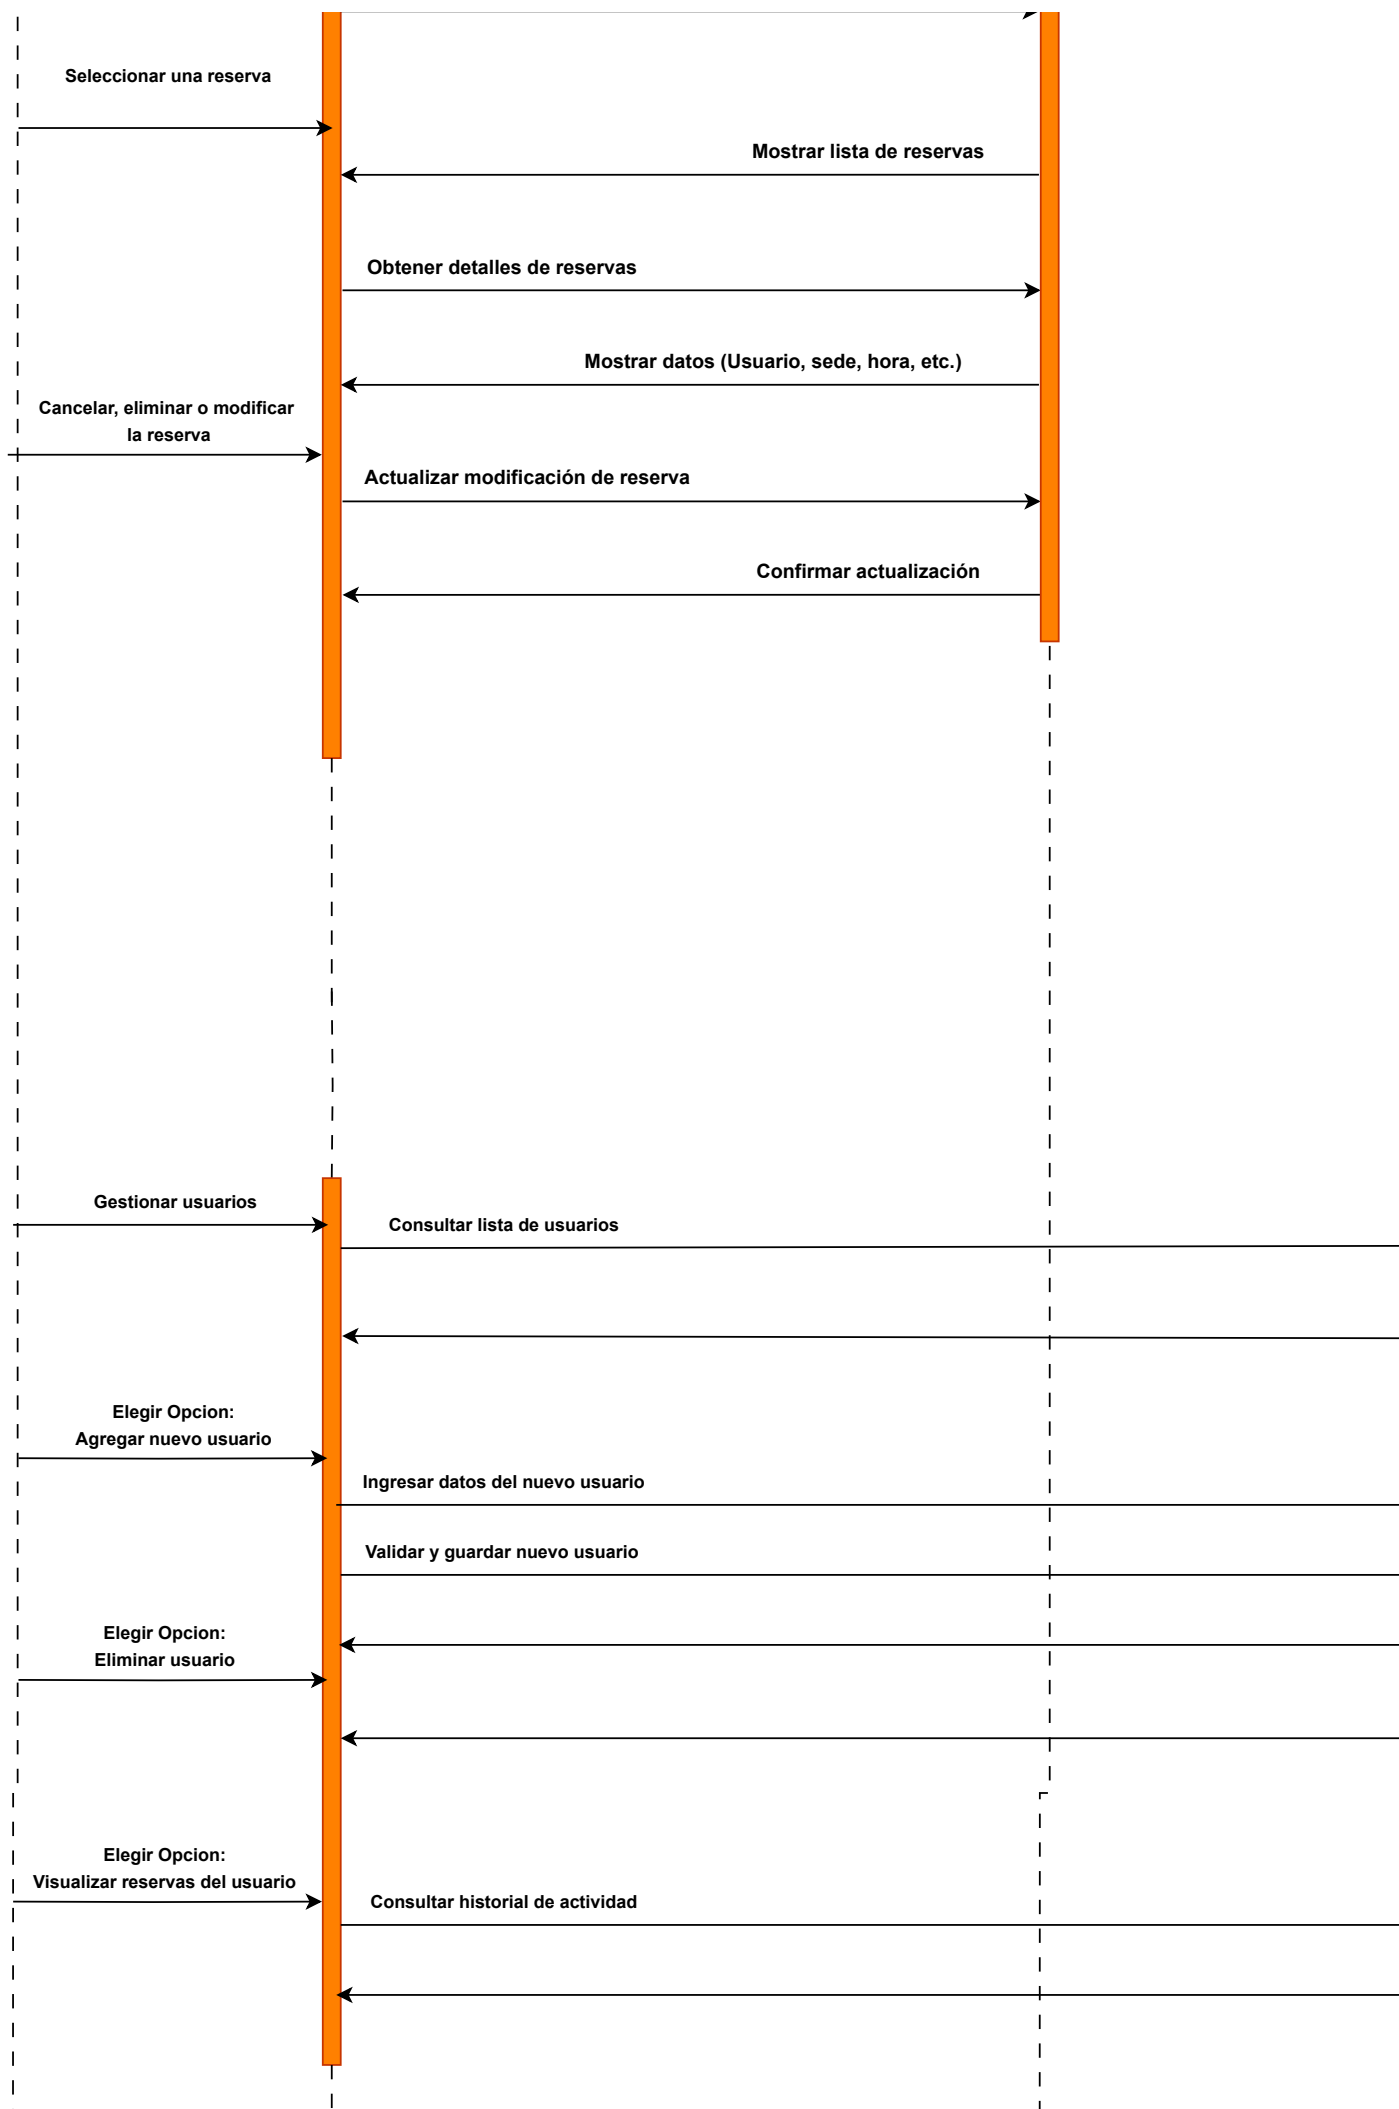 Seleccionar una reserva
Mostrar lista de reservas
Obtener detalles de reservas
Mostrar datos (Usuario, sede, hora, etc.)
Cancelar, eliminar o modificar
la reserva
Actualizar modificación de reserva
Confirmar actualización
Gestionar usuarios
Consultar lista de usuarios
Elegir Opcion:
Agregar nuevo usuario
Ingresar datos del nuevo usuario
Validar y guardar nuevo usuario
Elegir Opcion:
Eliminar usuario
Elegir Opcion:
Visualizar reservas del usuario
Consultar historial de actividad